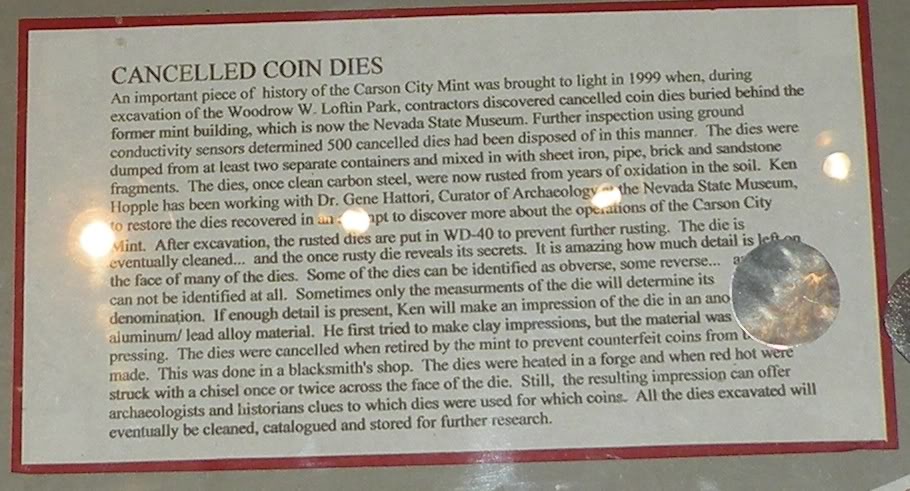 CANCELLED COIN DIES
An important piece of history of the Carson City Mint was brought to light in 1999 when, during
excavation of the Woodrow W. Loftin Park, contractors discovered cancelled coin dies buried behind the
former mint building, which is now the Nevada State Museum. Further inspection using ground
conductivity sensors determined 500 cancelled dies had been disposed of in this manner. The dies were
dumped from at least two separate containers and mixed in with sheet iron, pipe, brick and sandstone
fragments. The dies, once clean carbon steel, were now rusted from years of oxidation in the soil. Ken
Hopple has been working with Dr. Gene Hattori, Curator of Archaeology the Nevada State Museum,
to restore the dies recovered in an to discover more about the operations of the Carson City
Mint. After excavation, the rusted dies are put in WD-40 to prevent further rusting. The die is
eventually cleaned... and the once rusty die reveals its secrets. It is amazing how much detail is left on
the face of many of the dies. Some of the dies can be identified as obverse, some reverse...
can not be identified at all. Sometimes only the measurments of the die will determine its
denomination. If enough detail is present, Ken will make an impression of the die in an
aluminum/ lead alloy material. He first tried to make clay impressions, but the material was
pressing. The dies were cancelled when retired by the mint to prevent counterfeit coins from
made. This was done in a blacksmith's shop. The dies were heated in a forge and when red hot were
struck with a chisel once or twice across the face of the die. Still, the resulting impression can offer
archaeologists and historians clues to which dies were used for which coins. All the dies excavated will
eventually be cleaned, catalogued and stored for further research.